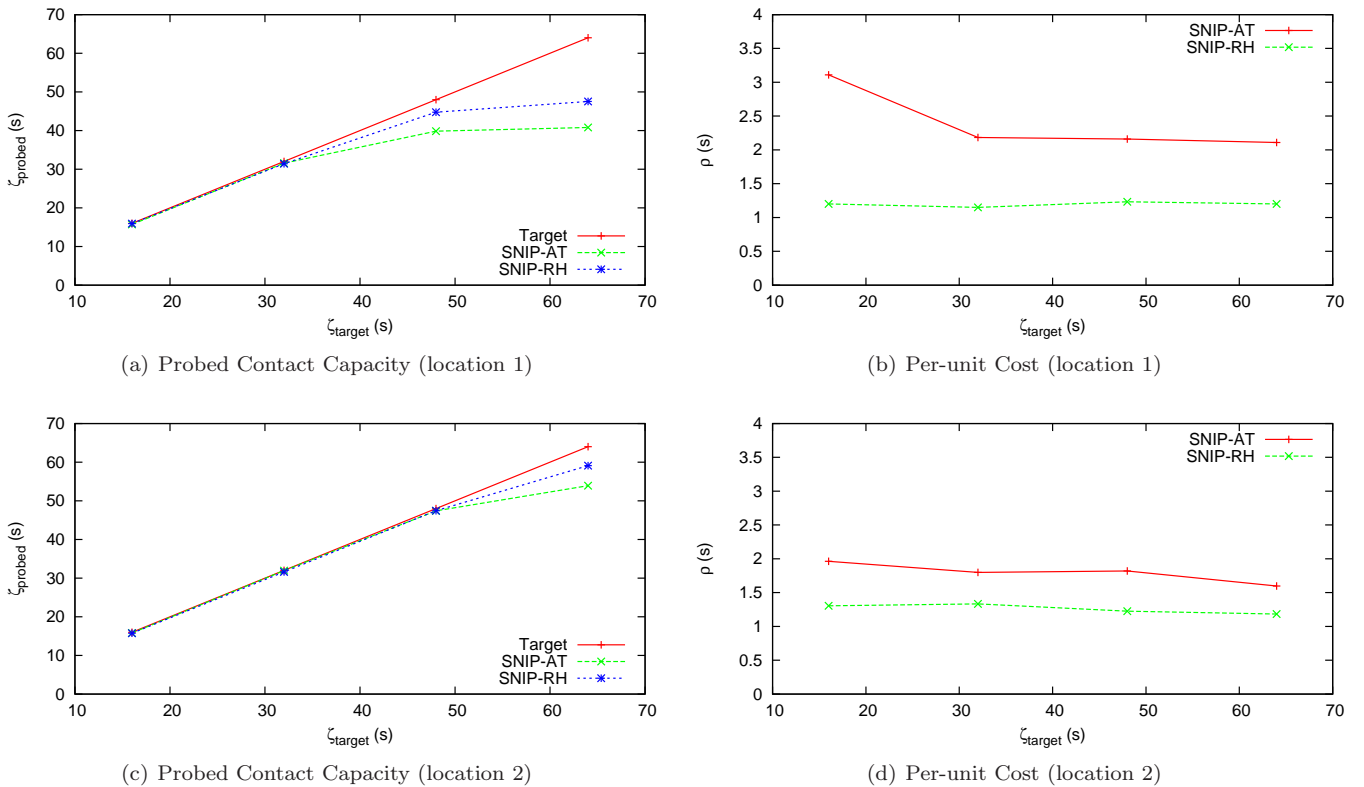 70
60
50
40
30
20
10
0
ζprobed (s)
Target
SNIP-AT
SNIP-RH
10 20 30 40 50 60 70
ζtarget (s)
(a) Probed Contact Capacity (location 1)
4
3.5
3
2.5
2
1.5
1
0.5
0
ρ (s)
SNIP-AT
SNIP-RH
10 20 30 40 50 60 70
ζtarget (s)
(b) Per-unit Cost (location 1)
70
60
50
40
30
20
10
0
ζprobed (s)
Target
SNIP-AT
SNIP-RH
10 20 30 40 50 60 70
ζtarget (s)
(c) Probed Contact Capacity (location 2)
4
3.5
3
2.5
2
1.5
1
0.5
0
ρ (s)
SNIP-AT
SNIP-RH
10 20 30 40 50 60 70
ζtarget (s)
(d) Per-unit Cost (location 2)